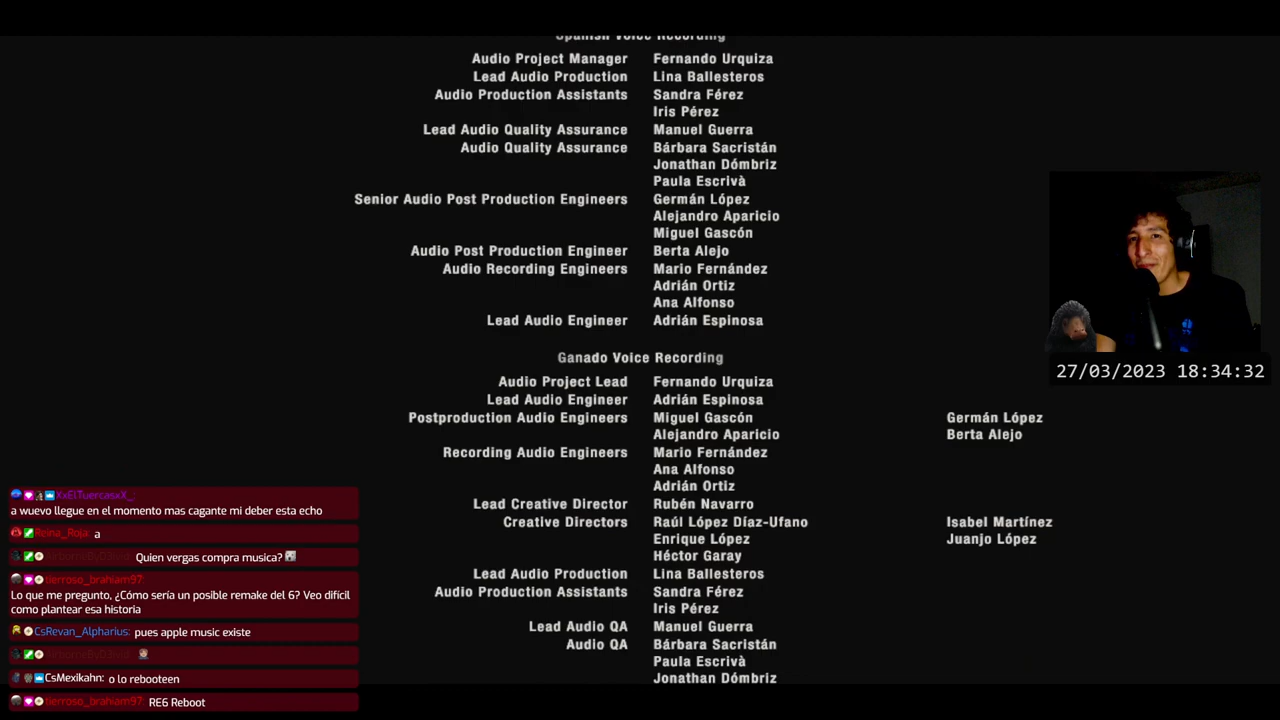 Spanish Voice Recording
Audio Project Manager Fernando Urquiza
Lead Audio Production Lina Ballesteros
Audio Production Assistants Sandra Férez
Iris Pérez
Lead Audio Quality Assurance Manuel Guerra
Audio Quality Assurance Bárbara Sacristán
Jonathan Dómbriz
Paula Escrivà
Senior Audio Post Production Engineers Germán López
Alejandro Aparicio
Miguel Gascón
Audio Post Production Engineer Berta Alejo
Audio Recording Engineers Mario Fernández
Adrián Ortiz
Ana Alfonso
Lead Audio Engineer Adrián Espinosa
Ganado Voice Recording
Audio Project Lead Fernando Urquiza
Lead Audio Engineer Adrián Espinosa
Postproduction Audio Engineers Miguel Gascón Germán López
Alejandro Aparicio Berta Alejo
Recording Audio Engineers Mario Fernández
Ana Alfonso
Adrián Ortiz
Lead Creative Director Rubén Navarro
Creative Directors Raúl López Díaz-Ufano Isabel Martínez
Enrique López Juanjo López
Héctor Garay
Lead Audio Production Lina Ballesteros
Audio Production Assistants Sandra Férez
Iris Pérez
Lead Audio QA Manuel Guerra
Audio QA Bárbara Sacristán
Paula Escrivà
Jonathan Dómbriz
27/03/2023 18:34:32
XxElTuercasxX_:
a wuevo llegue en el momento mas cagante mi deber esta echo
Reina_Roja: a
Quien vergas compra musica?
tierroso_brahiam97:
Lo que me pregunto, ¿Cómo sería un posible remake del 6? Veo difícil
como plantear esa historia
CsRevan_Alpharius: pues apple music existe
CsMexikahn: o lo rebooteen
tierroso_brahiam97: RE6 Reboot